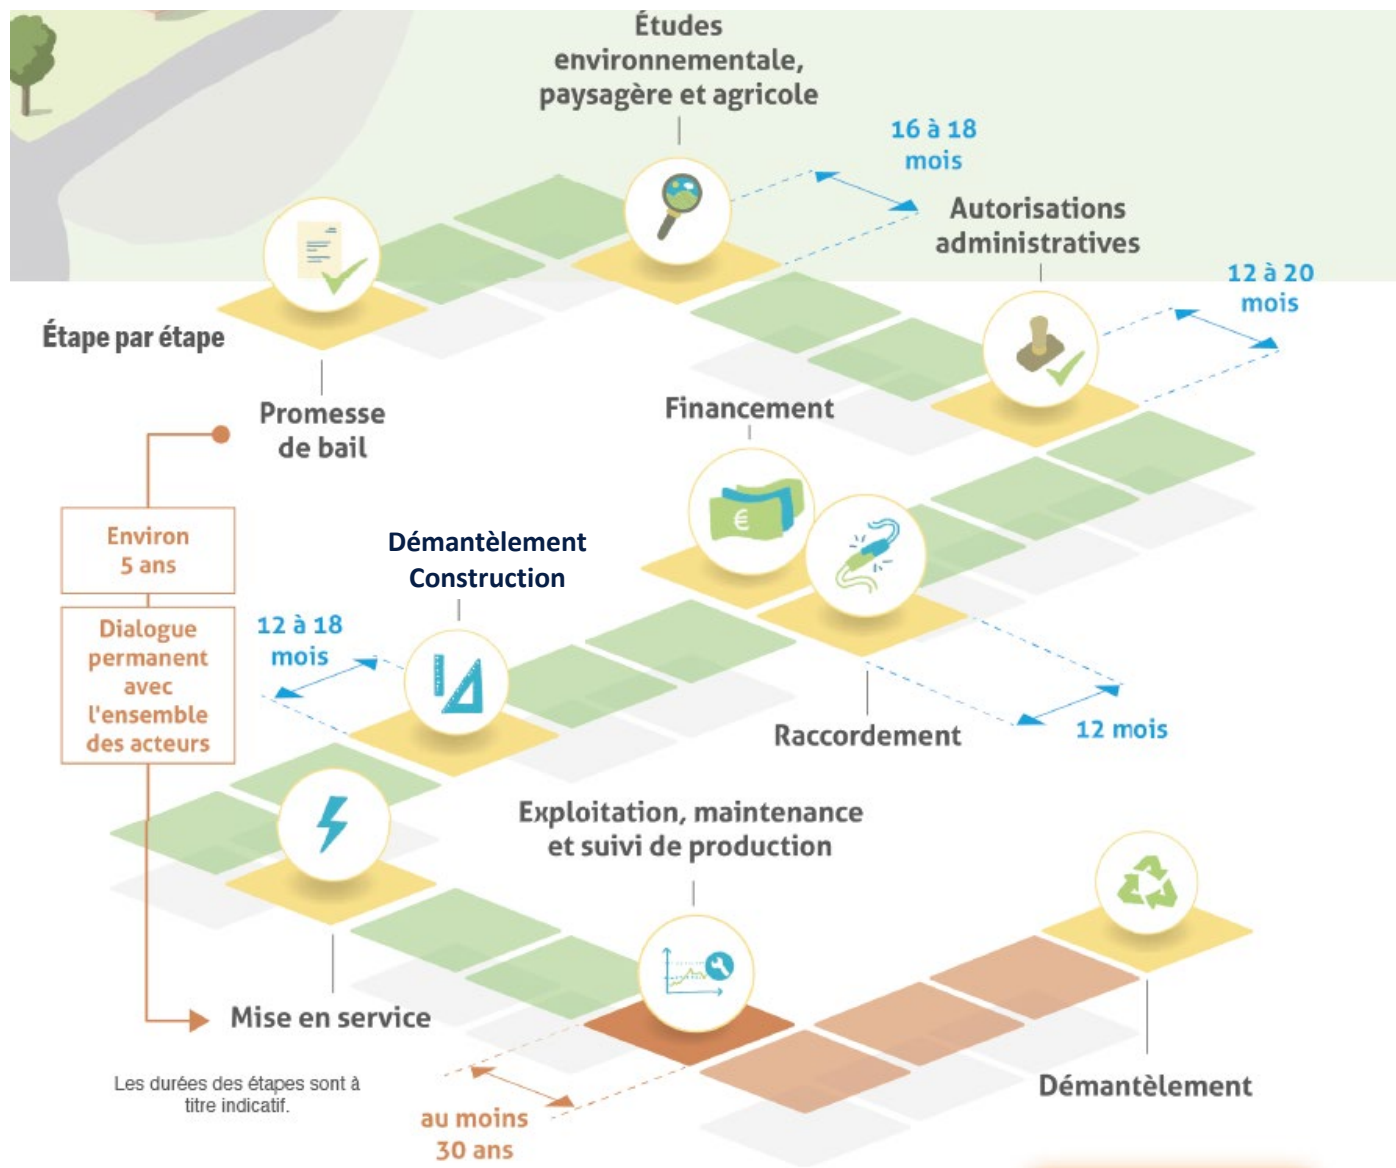 Études
environnementale,
paysagère et agricole
16 à 18
mois
Autorisations
administratives
12 à 20
mois
Étape par étape
Promesse
de bail
Financement
€
Environ
5 ans
Démantèlement
Construction
Dialogue
permanent
avec
l'ensemble
des acteurs
12 à 18
mois
Raccordement
12 mois
Exploitation, maintenance
et suivi de production
Mise en service
Les durées des étapes sont à
titre indicatif.
au moins
30 ans
Démantèlement